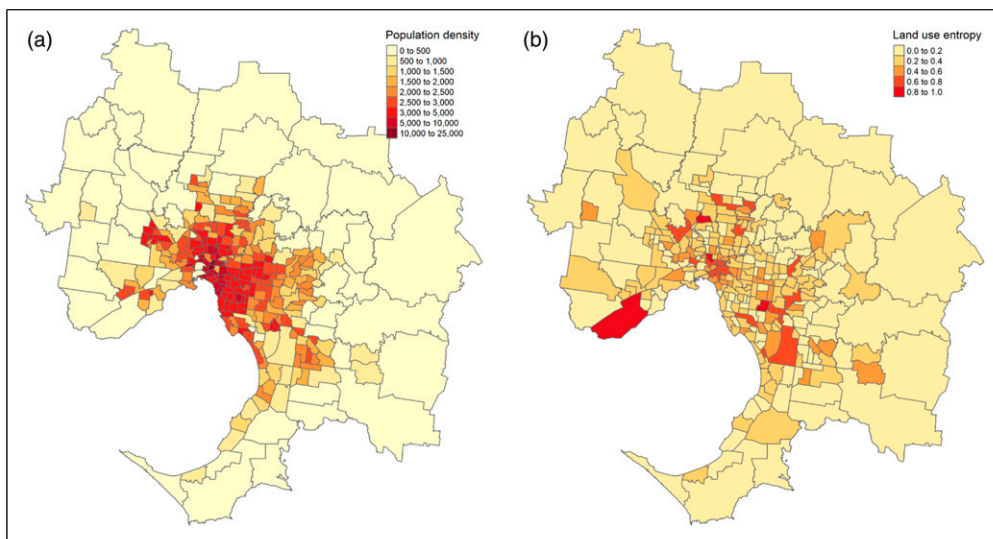 (a)
Population density
0 to 500
500 to 1,000
1,000 to 1,500
1,500 to 2,000
2,000 to 2,500
2,500 to 3,000
3,000 to 5,000
5,000 to 10,000
10,000 to 25,000
(b)
Land use entropy
0.0 to 0.2
0.2 to 0.4
0.4 to 0.6
0.6 to 0.8
0.8 to 1.0